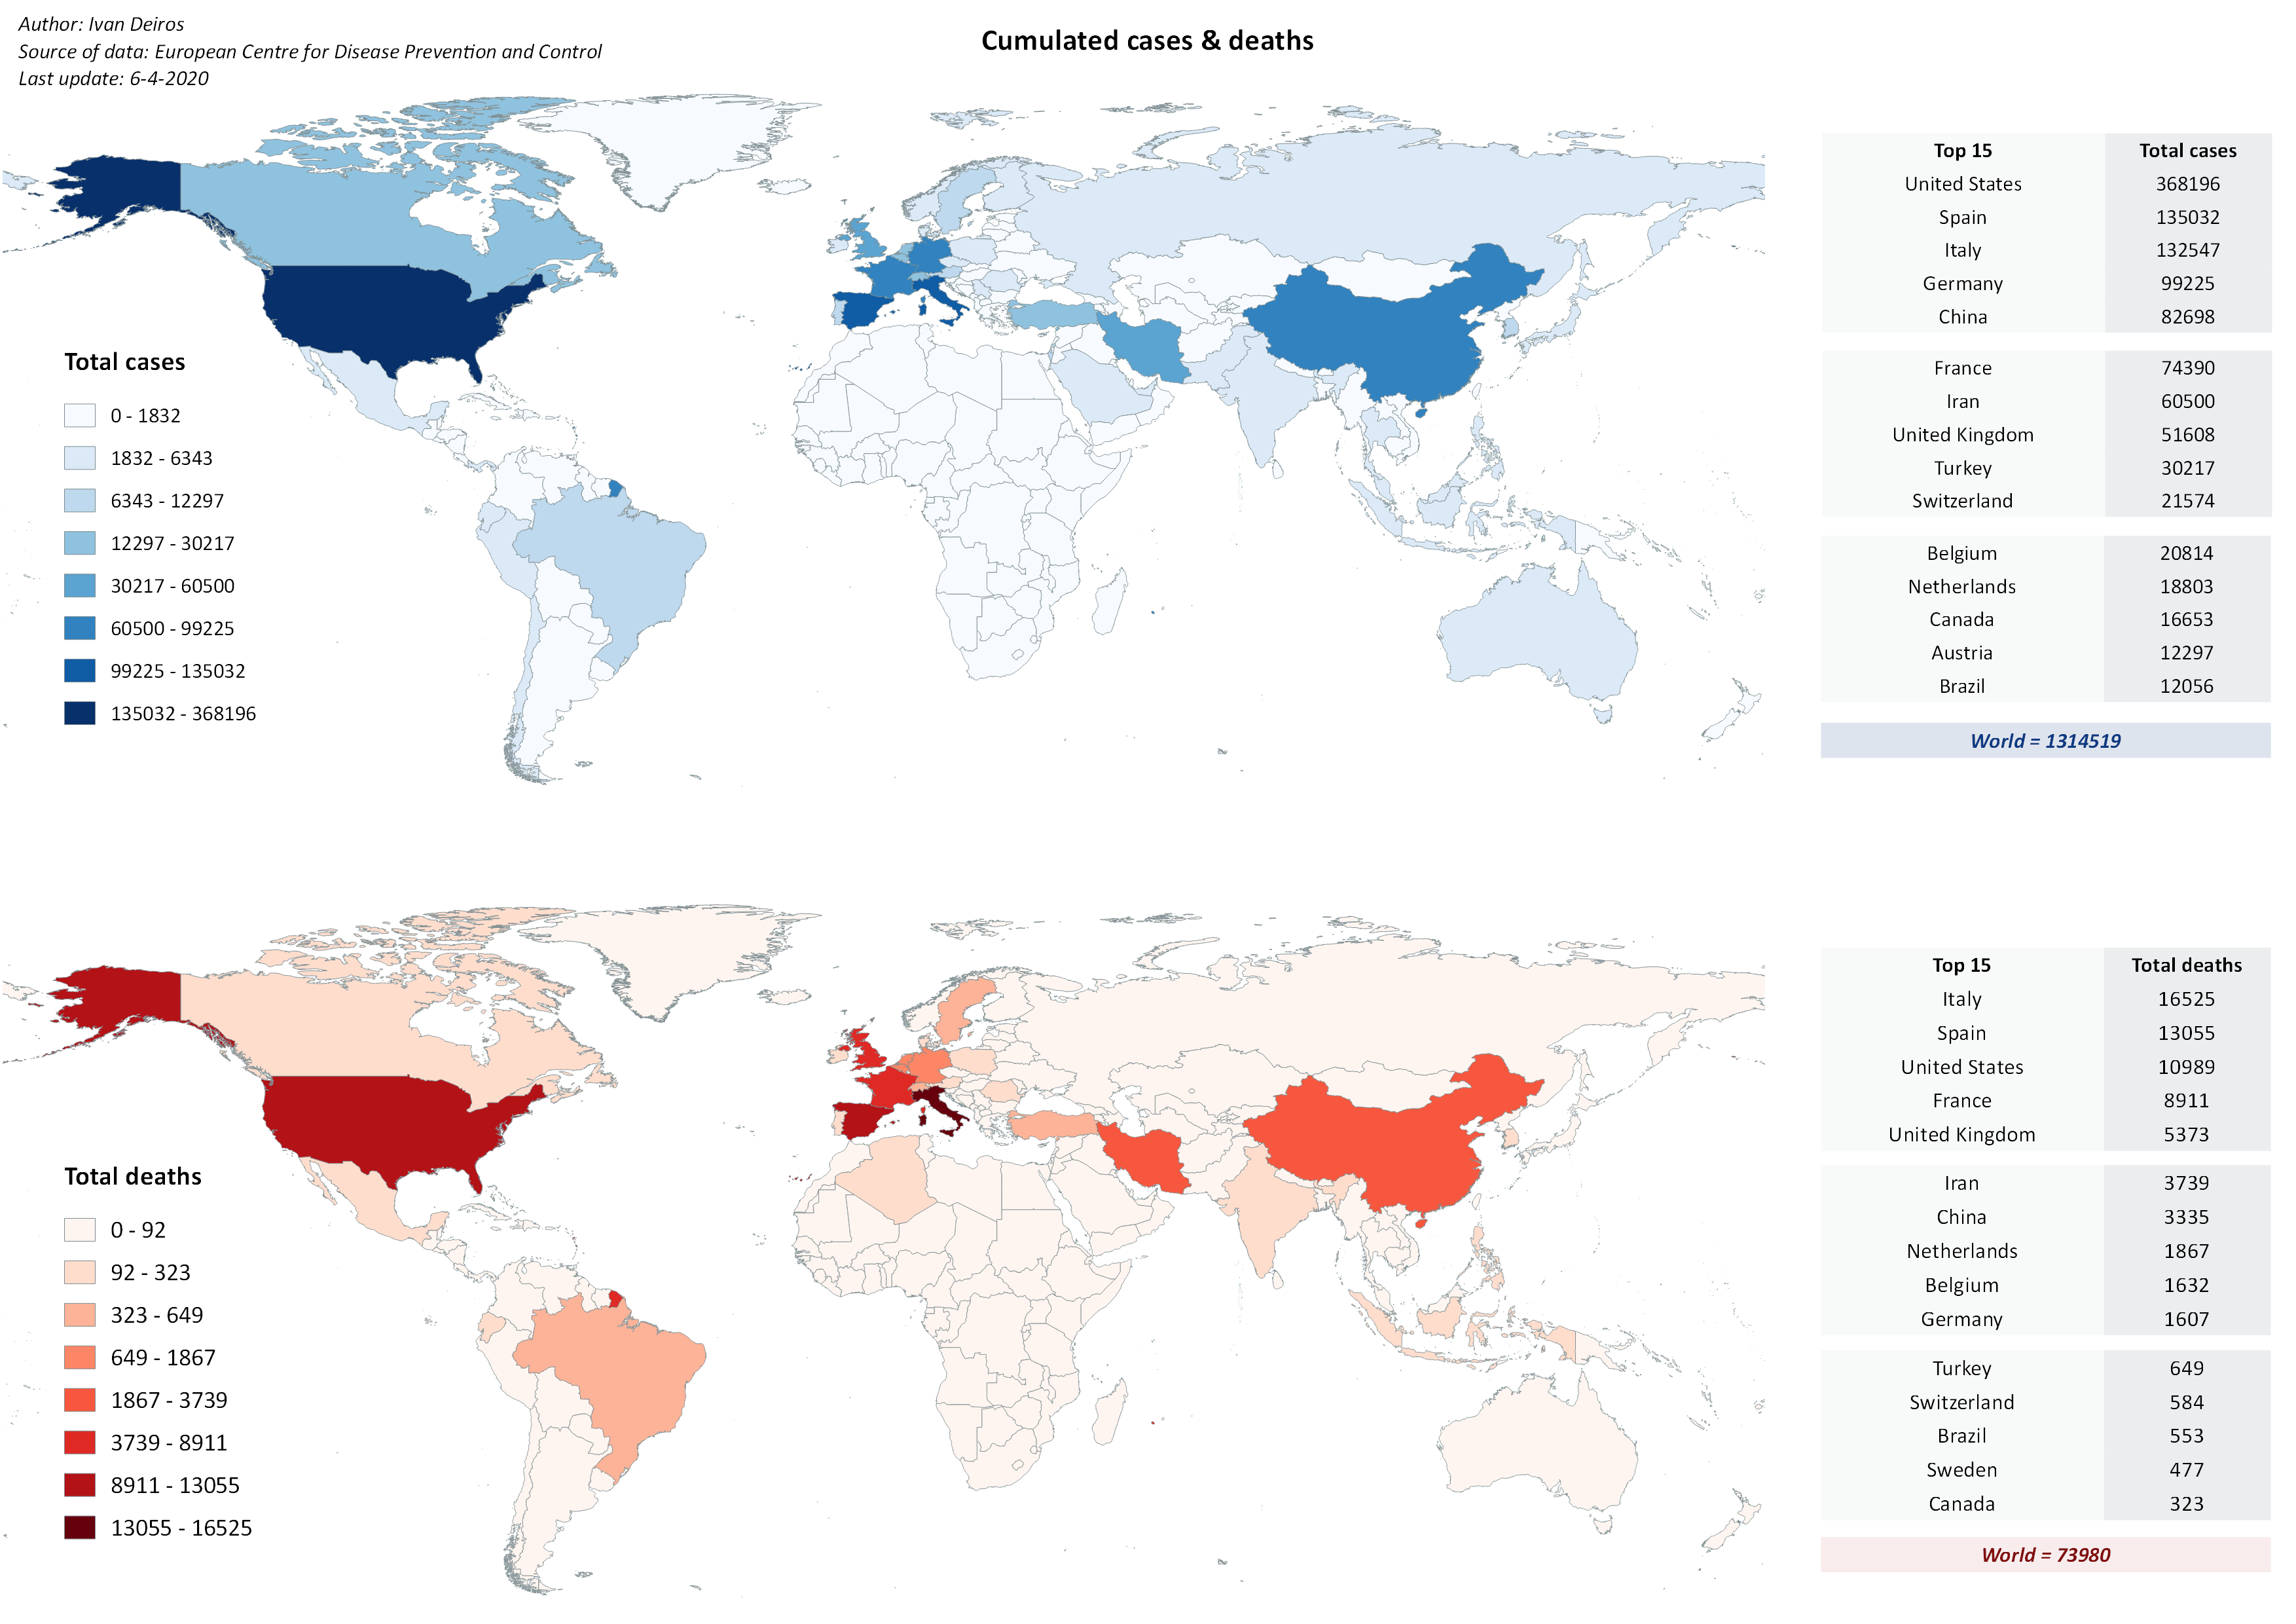 Author: Ivan Deiros
Source of data: European Centre for Disease Prevention and Control
Last update: 6-4-2020
Cumulated cases & deaths
Total cases
0 - 1832
1832 - 6343
6343 - 12297
12297 - 30217
30217 - 60500
60500 - 99225
99225 - 135032
135032 - 368196
Top 15 Total cases
United States 368196
Spain 135032
Italy 132547
Germany 99225
China 82698
France 74390
Iran 60500
United Kingdom 51608
Turkey 30217
Switzerland 21574
Belgium 20814
Netherlands 18803
Canada 16653
Austria 12297
Brazil 12056
World = 1314519
Total deaths
0 - 92
92 - 323
323 - 649
649 - 1867
1867 - 3739
3739 - 8911
8911 - 13055
13055 - 16525
Top 15 Total deaths
Italy 16525
Spain 13055
United States 10989
France 8911
United Kingdom 5373
Iran 3739
China 3335
Netherlands 1867
Belgium 1632
Germany 1607
Turkey 649
Switzerland 584
Brazil 553
Sweden 477
Canada 323
World = 73980